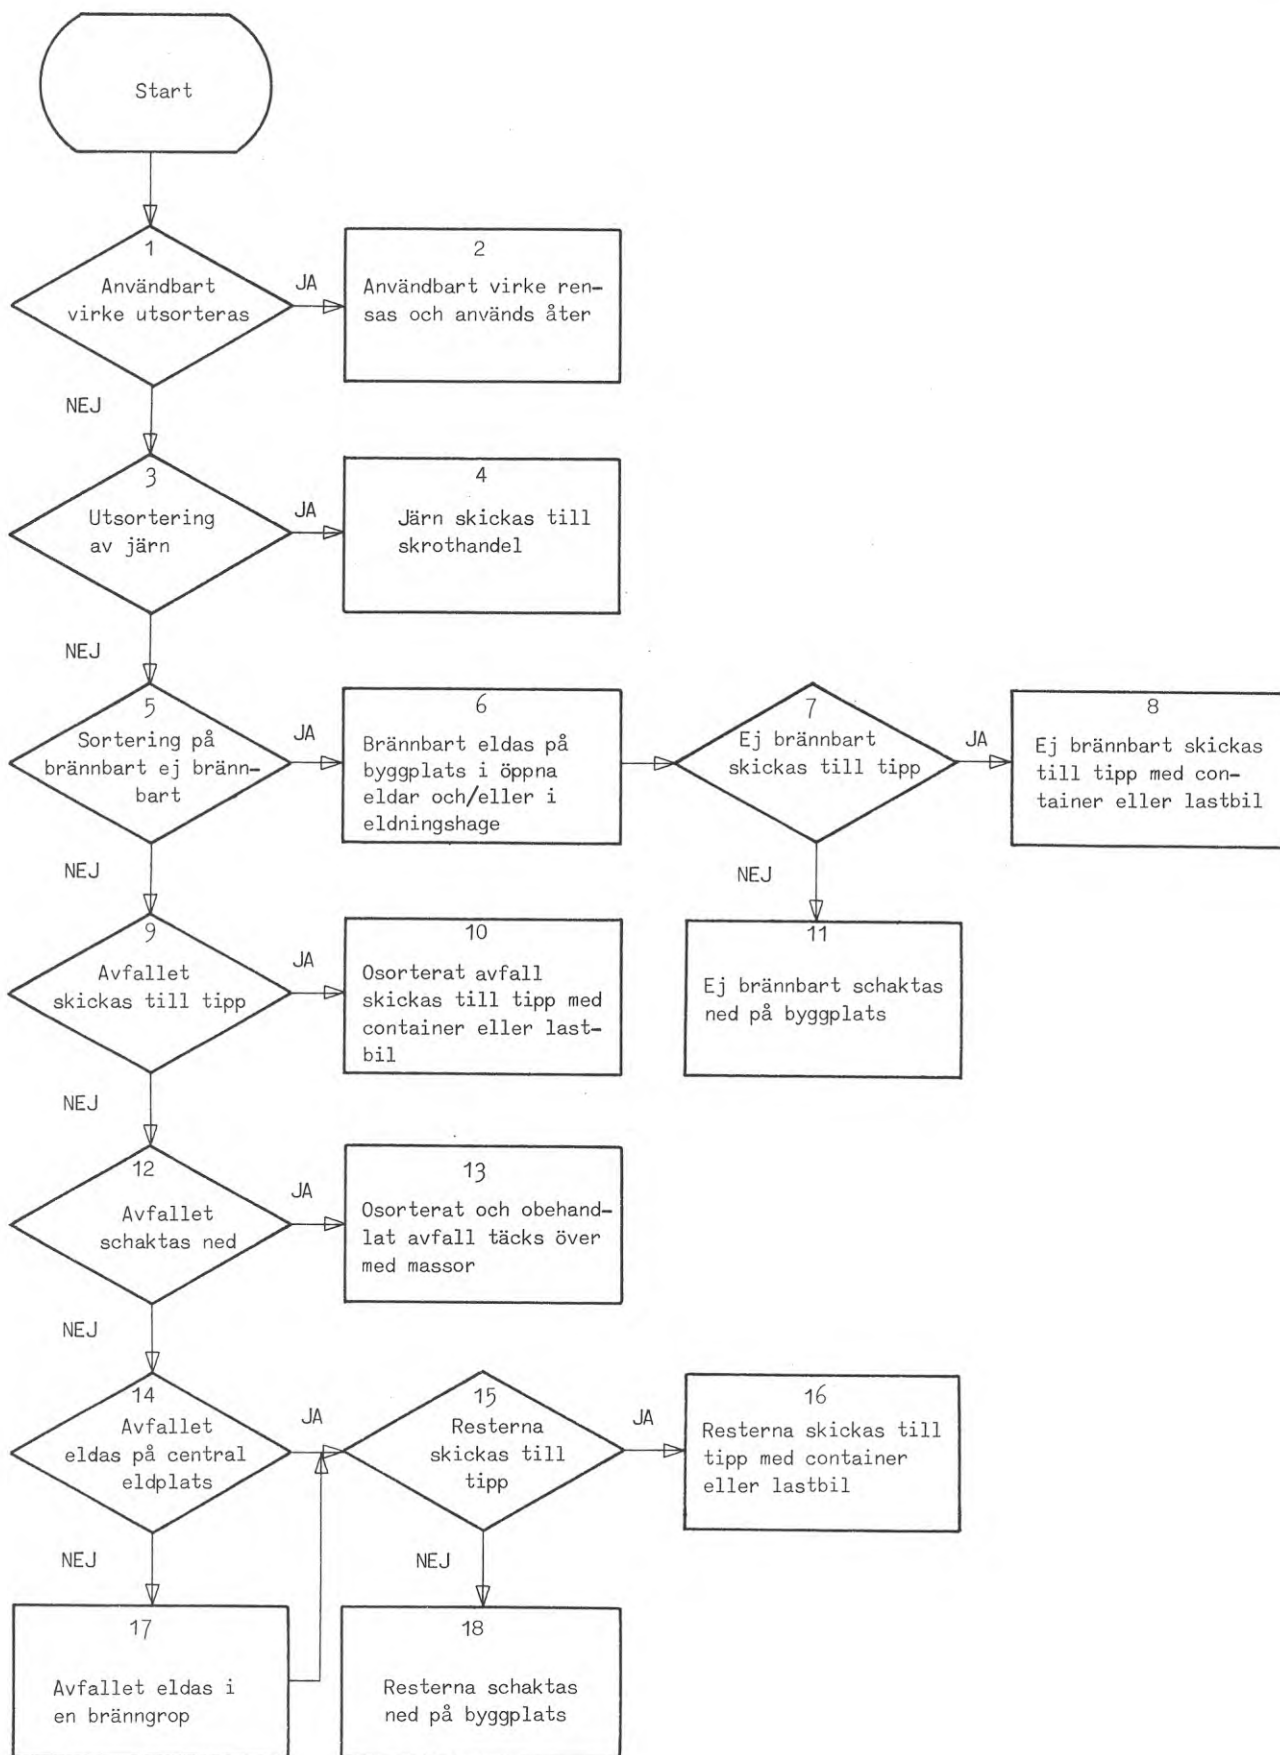 Start
1
Användbart
virke utsorteras
JA
NEJ
2
Användbart virke ren-
sas och används åter
3
Utsortering
av järn
JA
NEJ
4
Järn skickas till
skrothandel
5
Sortering på
brännbart ej bränn-
bart
JA
NEJ
6
Brännbart eldas på
byggplats i öppna
eldar och/eller i
eldningshage
7
Ej brännbart
skickas till tipp
JA
NEJ
8
Ej brännbart skickas
till tipp med con-
tainer eller lastbil
9
Avfallet
skickas till tipp
JA
NEJ
10
Osorterat avfall
skickas till tipp med
container eller last-
bil
11
Ej brännbart schaktas
ned på byggplats
12
Avfallet
schaktas ned
JA
NEJ
13
Osorterat och obehand-
lat avfall täcks över
med massor
14
Avfallet
eldas på central
eldplats
JA
NEJ
15
Resterna
skickas till
tipp
JA
NEJ
16
Resterna skickas till
tipp med container
eller lastbil
17
Avfallet eldas i
en bränngrop
18
Resterna schaktas
ned på byggplats